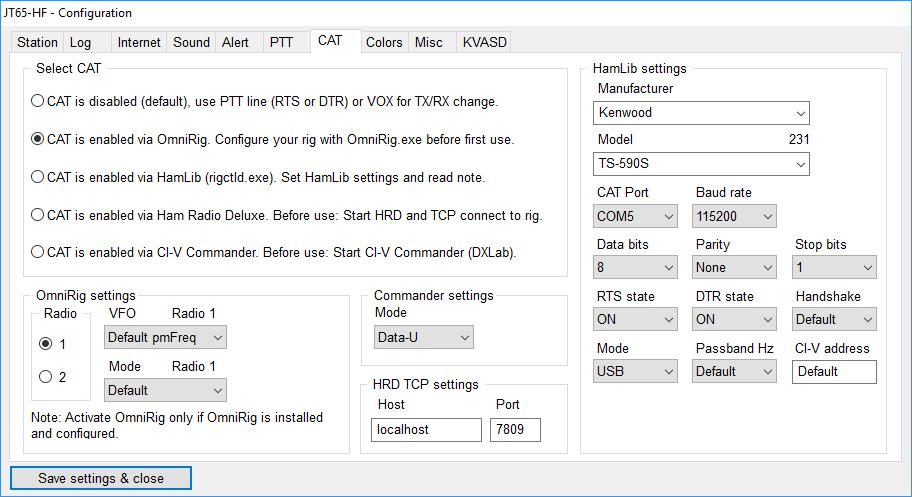 JT65-HF - Configuration
Station Log Internet Sound Alert PTT CAT Colors Misc KVASD
Select CAT
CAT is disabled (default), use PTT line (RTS or DTR) or VOX for TX/RX change.
CAT is enabled via OmniRig. Configure your rig with OmniRig.exe before first use.
CAT is enabled via HamLib (rigctld.exe). Set HamLib settings and read note.
CAT is enabled via Ham Radio Deluxe. Before use: Start HRD and TCP connect to rig.
CAT is enabled via CI-V Commander. Before use: Start CI-V Commander (DXLab).
OmniRig settings
Radio
1
2
VFO Radio 1
Default pmFreq
Mode Radio 1
Default
Note: Activate OmniRig only if OmniRig is installed
and configured.
Commander settings
Mode
Data-U
HRD TCP settings
Host Port
localhost 7809
HamLib settings
Manufacturer
Kenwood
Model 231
TS-590S
CAT Port Baud rate
COM5 115200
Data bits Parity Stop bits
8 None 1
RTS state DTR state Handshake
ON ON Default
Mode Passband Hz CI-V address
USB Default Default
Save settings & close